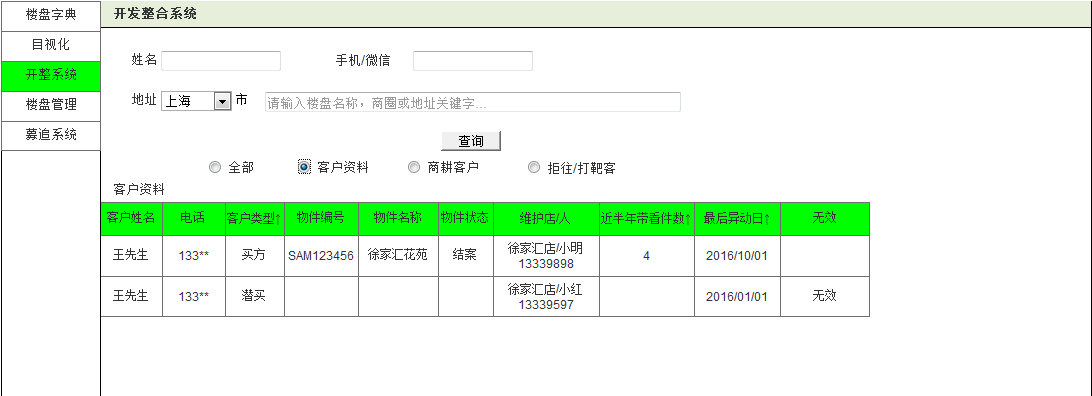 楼盘字典
目视化
开整系统
楼盘管理
募追系统
开发整合系统
姓名 手机/微信
地址 上海 市 请输入楼盘名称，商圈或地址关键字...
查询
全部 客户资料 商耕客户 拒往/打靶客
客户资料
客户姓名 电话 客户类型↑ 物件编号 物件名称 物件状态 维护店/人 近半年带看件数↑ 最后异动日↑ 无效
王先生 133** 买方 SAM123456 徐家汇花苑 结案 徐家汇店/小明 4 2016/10/01
13339898
王先生 133** 潜买 徐家汇店/小红 2016/01/01 无效
13339597